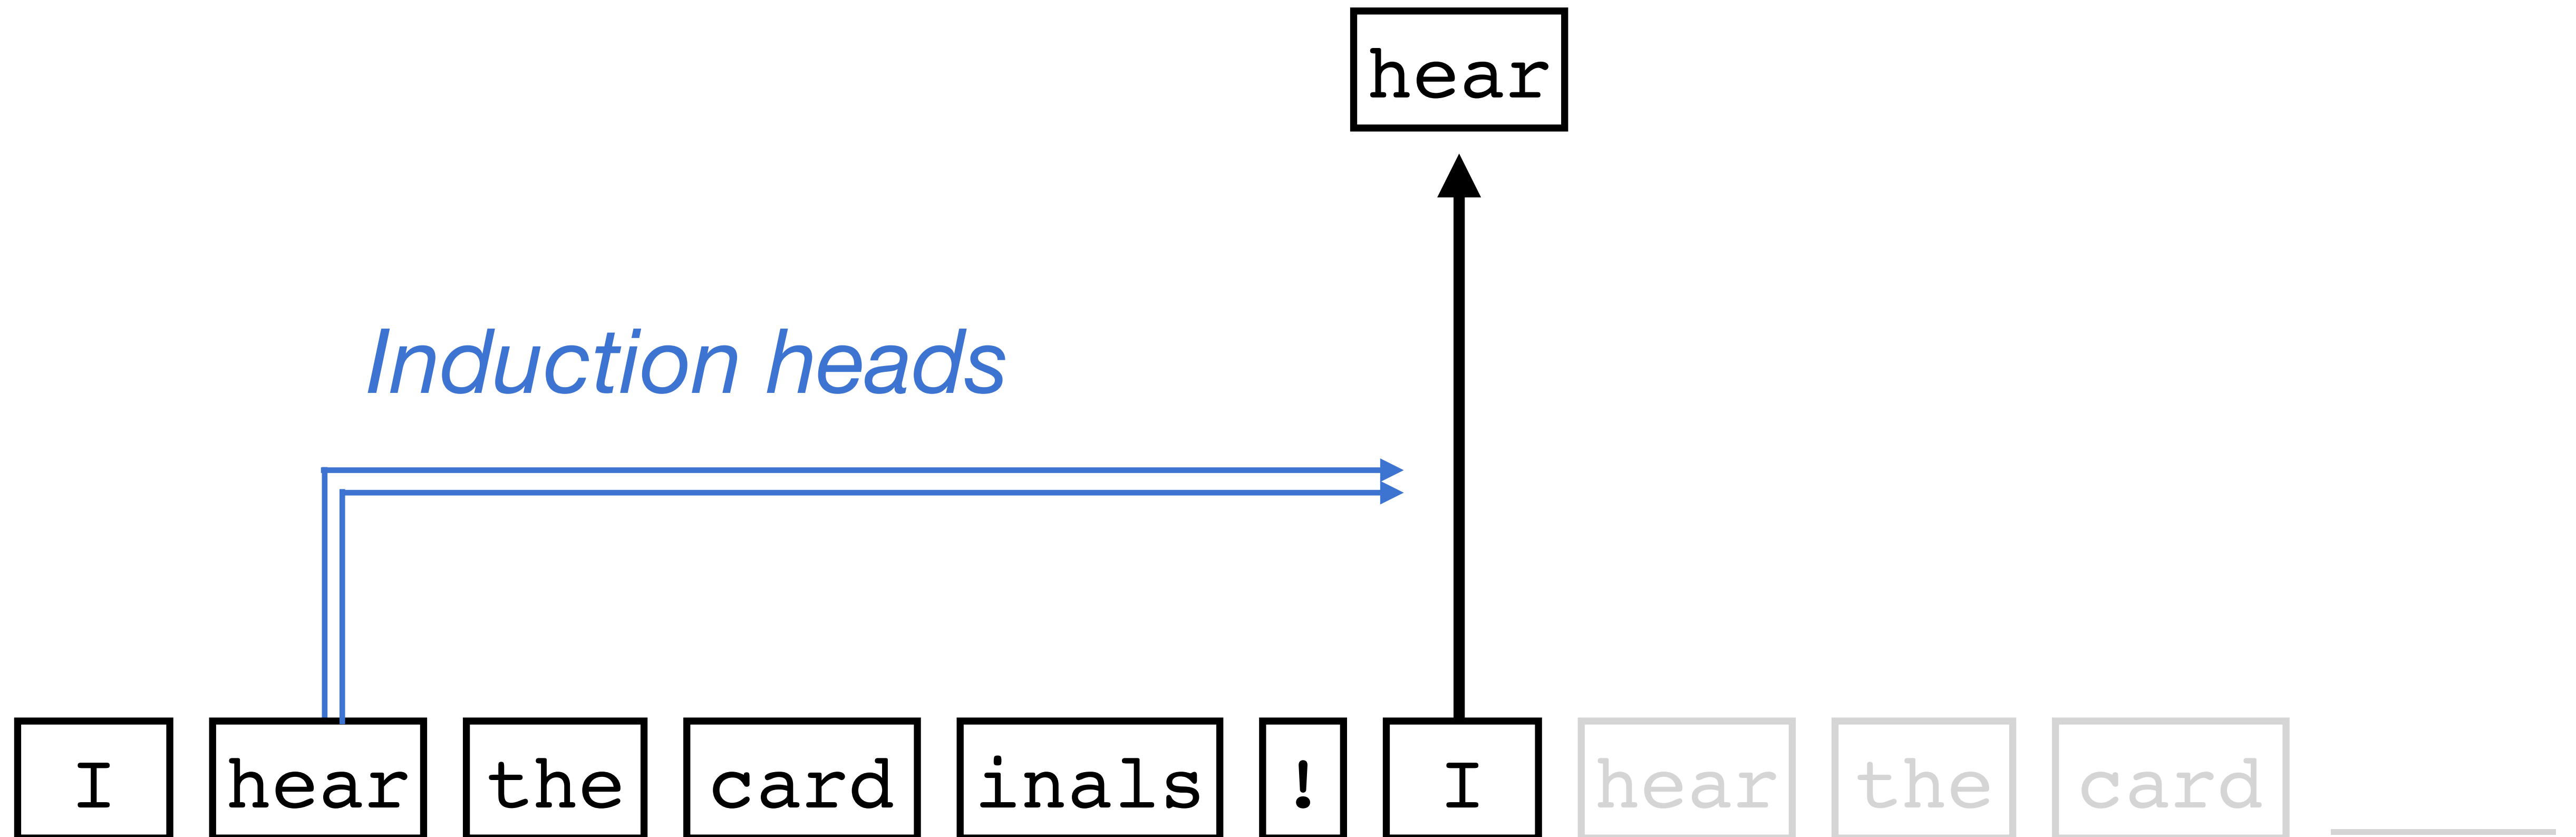 hear
Induction heads
I hear the card inals ! I hear the card